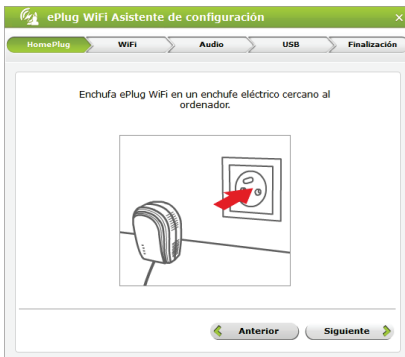 ePlug WiFi Asistente de configuración
HomePlug WiFi Audio USB Finalización
Enchufa ePlug WiFi en un enchufe eléctrico cercano al
ordenador.
Anterior Siguiente